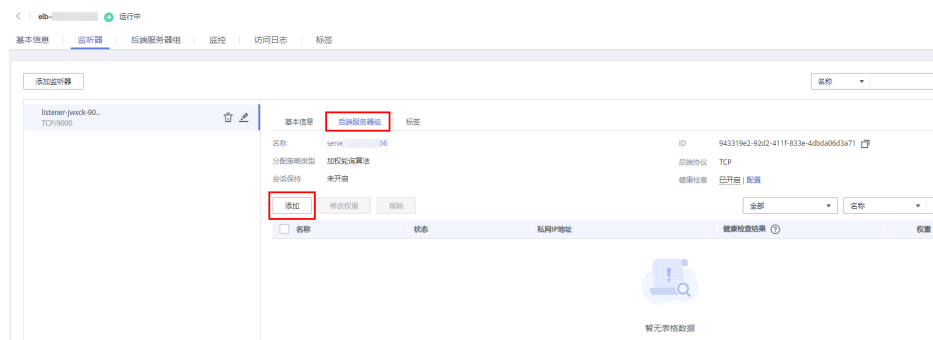 elb- 运行中
基本信息 监听器 后端服务器组 监控 访问日志 标签
添加监听器 名称
listener-jwxck-90...
TCP/9000
基本信息 后端服务器组 标签
名称 serve 56 ID 943319e2-92d2-411f-833e-4dbda06d3a71
分配策略类型 加权轮询算法 后端协议 TCP
会话保持 未开启 健康检查 已开启 | 配置
添加 修改权重 移除 全部 名称
名称 状态 私网IP地址 健康检查结果 权重
暂无表格数据